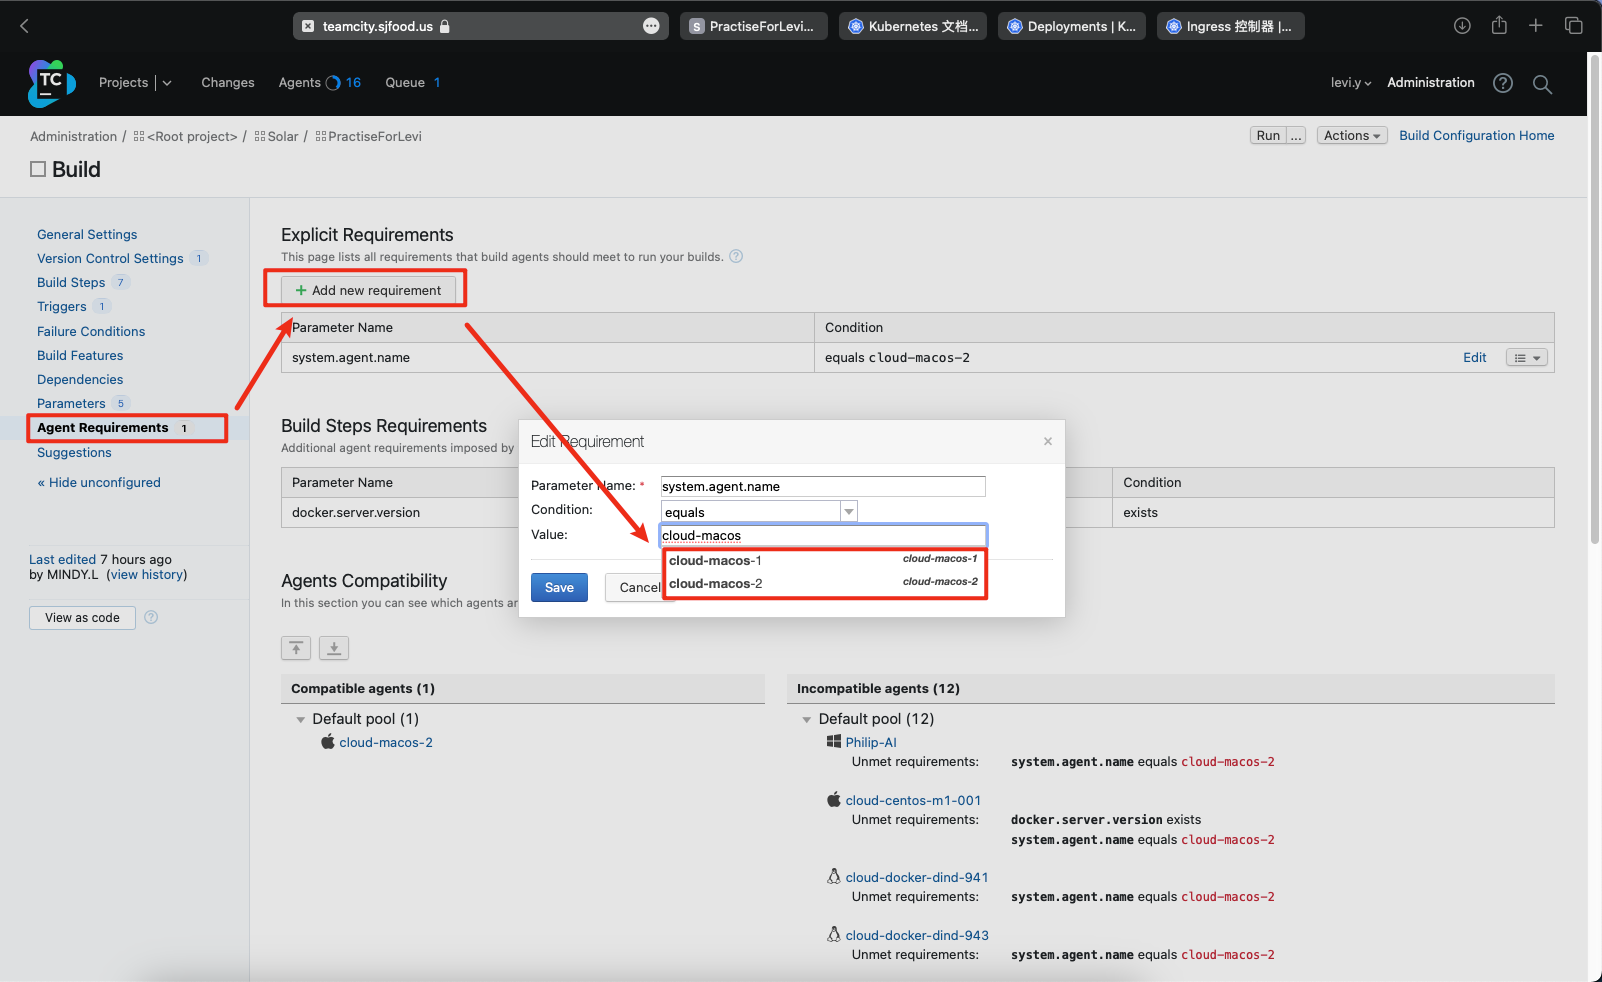 teamcity.sjfood.us
PractiseForLevi...
Kubernetes 文档...
Deployments | K...
Ingress 控制器 |...
TC
Projects
Changes
Agents 16
Queue 1
levi.y
Administration
Administration / <Root project> / Solar / PractiseForLevi
Run ...
Actions
Build Configuration Home
Build
General Settings
Version Control Settings 1
Build Steps 7
Triggers 1
Failure Conditions
Build Features
Dependencies
Parameters 5
Agent Requirements 1
Suggestions
« Hide unconfigured
Last edited 7 hours ago
by MINDY.L (view history)
View as code
Explicit Requirements
This page lists all requirements that build agents should meet to run your builds.
+ Add new requirement
Parameter Name Condition
system.agent.name equals cloud-macos-2 Edit
Build Steps Requirements
Additional agent requirements imposed by
Parameter Name Condition
docker.server.version exists
Edit Requirement
Parameter Name: * system.agent.name
Condition: equals
Value: cloud-macos
cloud-macos-1 cloud-macos-1
cloud-macos-2 cloud-macos-2
Save Cancel
Agents Compatibility
In this section you can see which agents ar
Compatible agents (1)
Default pool (1)
cloud-macos-2
Incompatible agents (12)
Default pool (12)
Philip-AI
Unmet requirements: system.agent.name equals cloud-macos-2
cloud-centos-m1-001
Unmet requirements: docker.server.version exists
system.agent.name equals cloud-macos-2
cloud-docker-dind-941
Unmet requirements: system.agent.name equals cloud-macos-2
cloud-docker-dind-943
Unmet requirements: system.agent.name equals cloud-macos-2